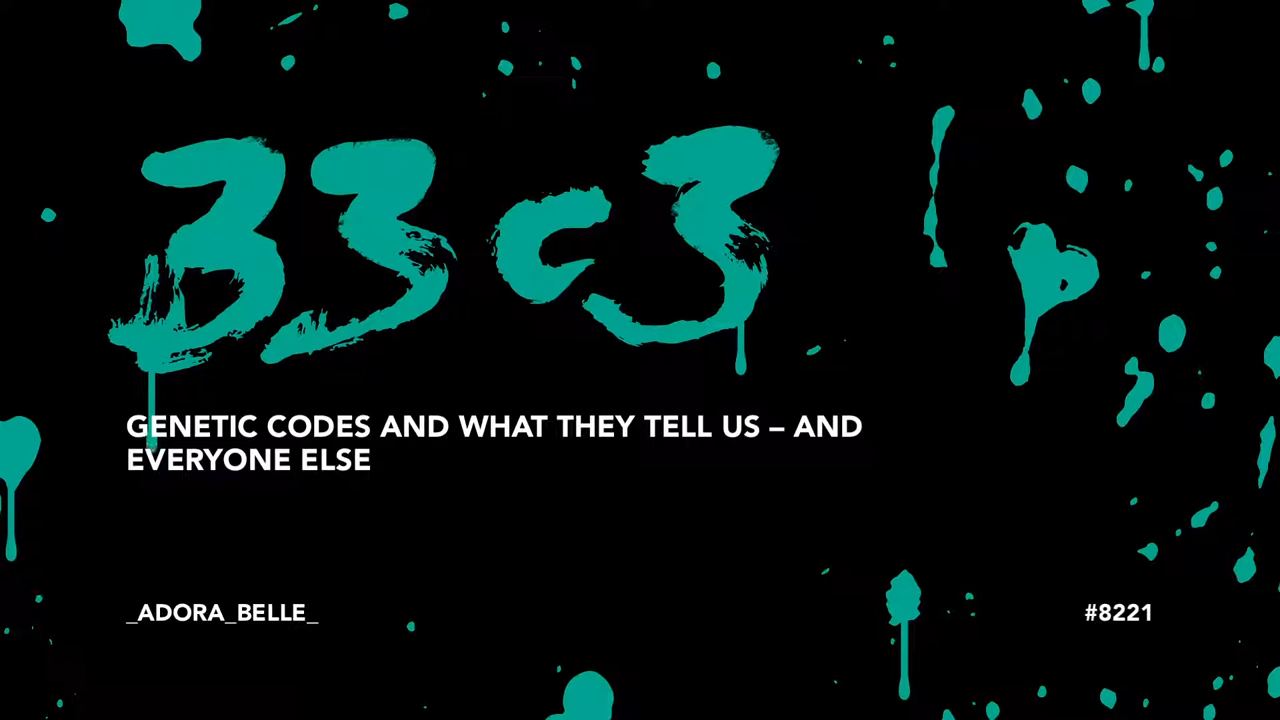 33c3
GENETIC CODES AND WHAT THEY TELL US – AND
EVERYONE ELSE
_ADORA_BELLE_
#8221